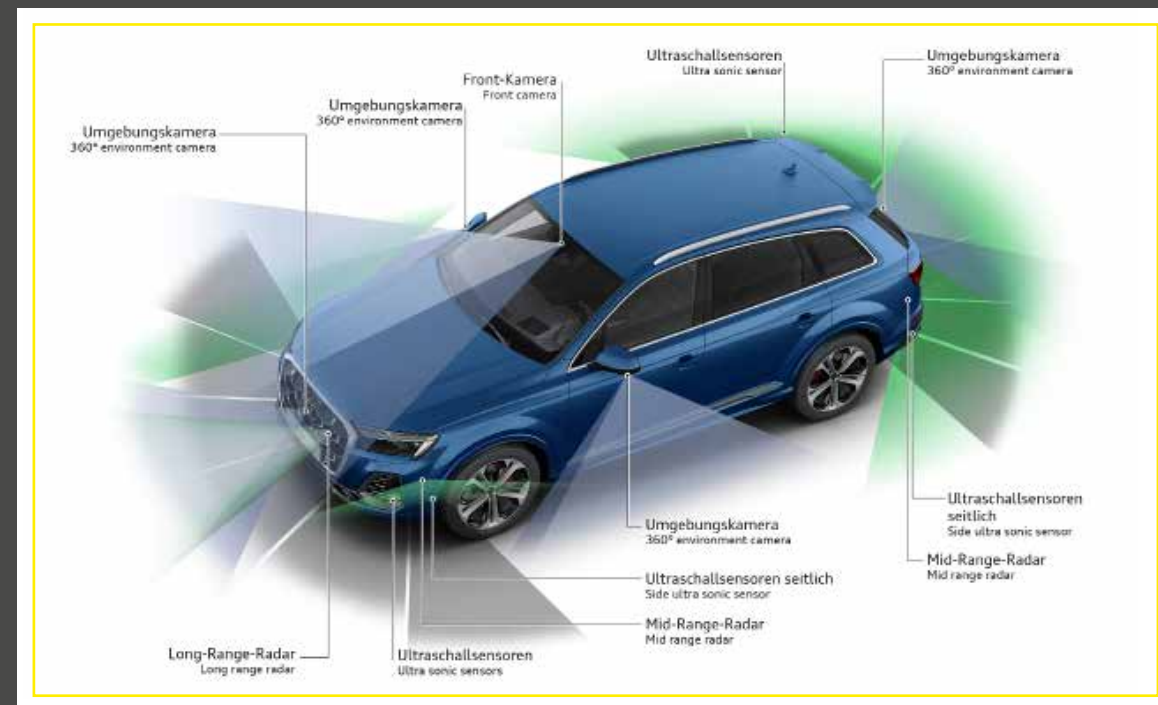 Ultraschallsensoren
Ultra sonic sensor
Umgebungskamera
360° environment camera
Front-Kamera
Front camera
Umgebungskamera
360° environment camera
Umgebungskamera
360° environment camera
Ultraschallsensoren
seitlich
Side ultra sonic sensor
Umgebungskamera
360° environment camera
Mid-Range-Radar
Mid range radar
Ultraschallsensoren seitlich
Side ultra sonic sensor
Mid-Range-Radar
Mid range radar
Long-Range-Radar
Long range radar
Ultraschallsensoren
Ultra sonic sensors